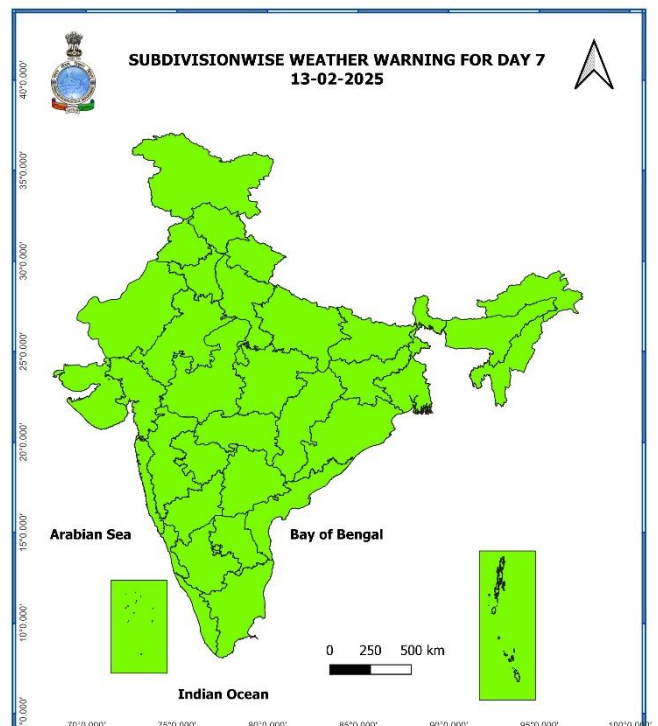 SUBDIVISIONWISE WEATHER WARNING FOR DAY 7
13-02-2025
40°0.000'
35°0.000'
30°0.000'
25°0.000'
20°0.000'
15°0.000'
10°0.000'
Arabian Sea
Bay of Bengal
0 250 500 km
Indian Ocean
70°0.000' 75°0.000' 80°0.000' 85°0.000' 90°0.000' 95°0.000' 100°0.000'